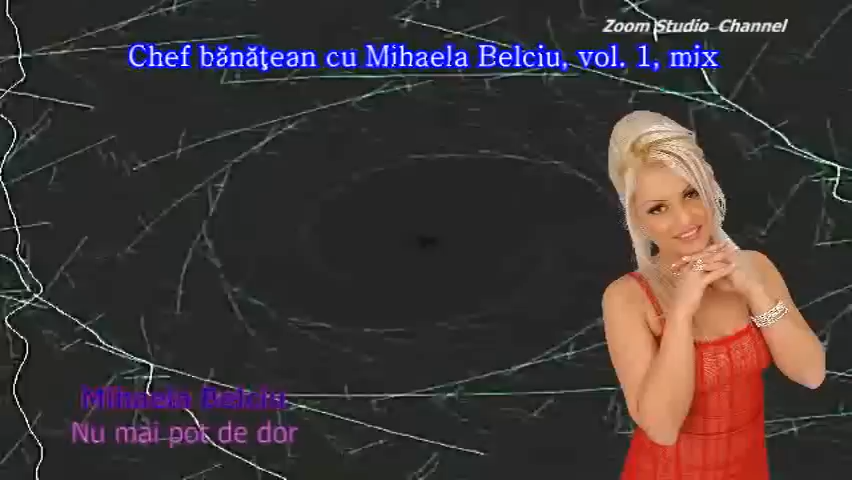 Zoom Studio Channel
Chef bănăţean cu Mihaela Belciu, vol. 1, mix
Mihaela Belciu
Nu mai pot de dor